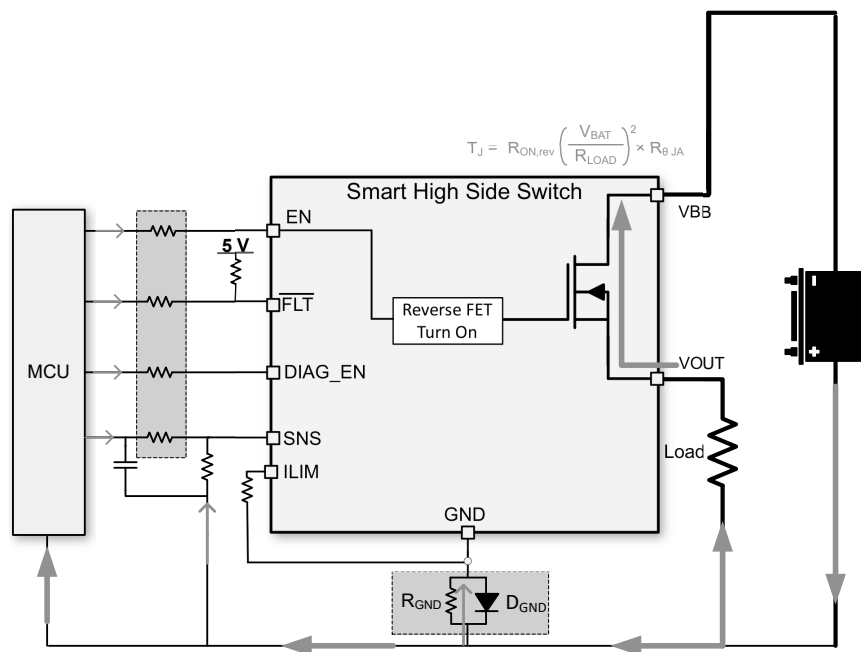 T_J = R_ON,rev (V_BAT / R_LOAD)² × R_θJA
Smart High Side Switch
EN
VBB
5 V
FLT
Reverse FET
Turn On
MCU
VOUT
DIAG_EN
SNS
Load
ILIM
GND
R_GND
D_GND
-
+